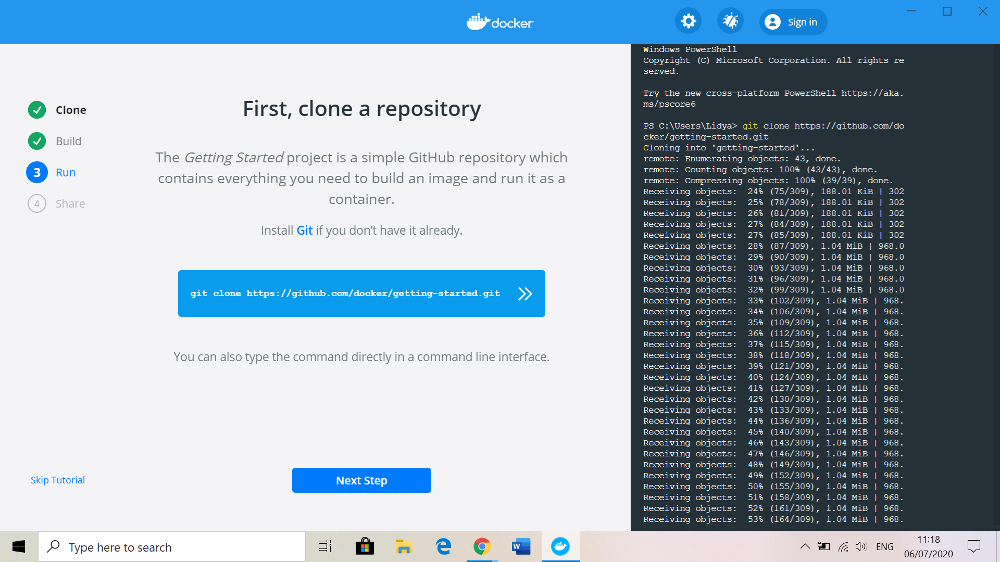 docker
Sign in
Clone
Build
3 Run
4 Share
First, clone a repository
The Getting Started project is a simple GitHub repository which
contains everything you need to build an image and run it as a
container.
Install Git if you don’t have it already.
git clone https://github.com/docker/getting-started.git
You can also type the command directly in a command line interface.
Skip Tutorial
Next Step
Windows PowerShell
Copyright (C) Microsoft Corporation. All rights re
served.
Try the new cross-platform PowerShell https://aka.
ms/pscore6
PS C:\Users\Lidya> git clone https://github.com/do
cker/getting-started.git
Cloning into 'getting-started'...
remote: Enumerating objects: 43, done.
remote: Counting objects: 100% (43/43), done.
remote: Compressing objects: 100% (39/39), done.
Receiving objects:  24% (75/309), 188.01 KiB | 302
Receiving objects:  25% (78/309), 188.01 KiB | 302
Receiving objects:  26% (81/309), 188.01 KiB | 302
Receiving objects:  27% (84/309), 188.01 KiB | 302
Receiving objects:  27% (85/309), 188.01 KiB | 302
Receiving objects:  28% (87/309), 1.04 MiB | 968.0
Receiving objects:  29% (90/309), 1.04 MiB | 968.0
Receiving objects:  30% (93/309), 1.04 MiB | 968.0
Receiving objects:  31% (96/309), 1.04 MiB | 968.0
Receiving objects:  32% (99/309), 1.04 MiB | 968.0
Receiving objects:  33% (102/309), 1.04 MiB | 968.
Receiving objects:  34% (106/309), 1.04 MiB | 968.
Receiving objects:  35% (109/309), 1.04 MiB | 968.
Receiving objects:  36% (112/309), 1.04 MiB | 968.
Receiving objects:  37% (115/309), 1.04 MiB | 968.
Receiving objects:  38% (118/309), 1.04 MiB | 968.
Receiving objects:  39% (121/309), 1.04 MiB | 968.
Receiving objects:  40% (124/309), 1.04 MiB | 968.
Receiving objects:  41% (127/309), 1.04 MiB | 968.
Receiving objects:  42% (130/309), 1.04 MiB | 968.
Receiving objects:  43% (133/309), 1.04 MiB | 968.
Receiving objects:  44% (136/309), 1.04 MiB | 968.
Receiving objects:  45% (140/309), 1.04 MiB | 968.
Receiving objects:  46% (143/309), 1.04 MiB | 968.
Receiving objects:  47% (146/309), 1.04 MiB | 968.
Receiving objects:  48% (149/309), 1.04 MiB | 968.
Receiving objects:  49% (152/309), 1.04 MiB | 968.
Receiving objects:  50% (155/309), 1.04 MiB | 968.
Receiving objects:  51% (158/309), 1.04 MiB | 968.
Receiving objects:  52% (161/309), 1.04 MiB | 968.
Receiving objects:  53% (164/309), 1.04 MiB | 968.
Type here to search
W
ENG
11:18
06/07/2020